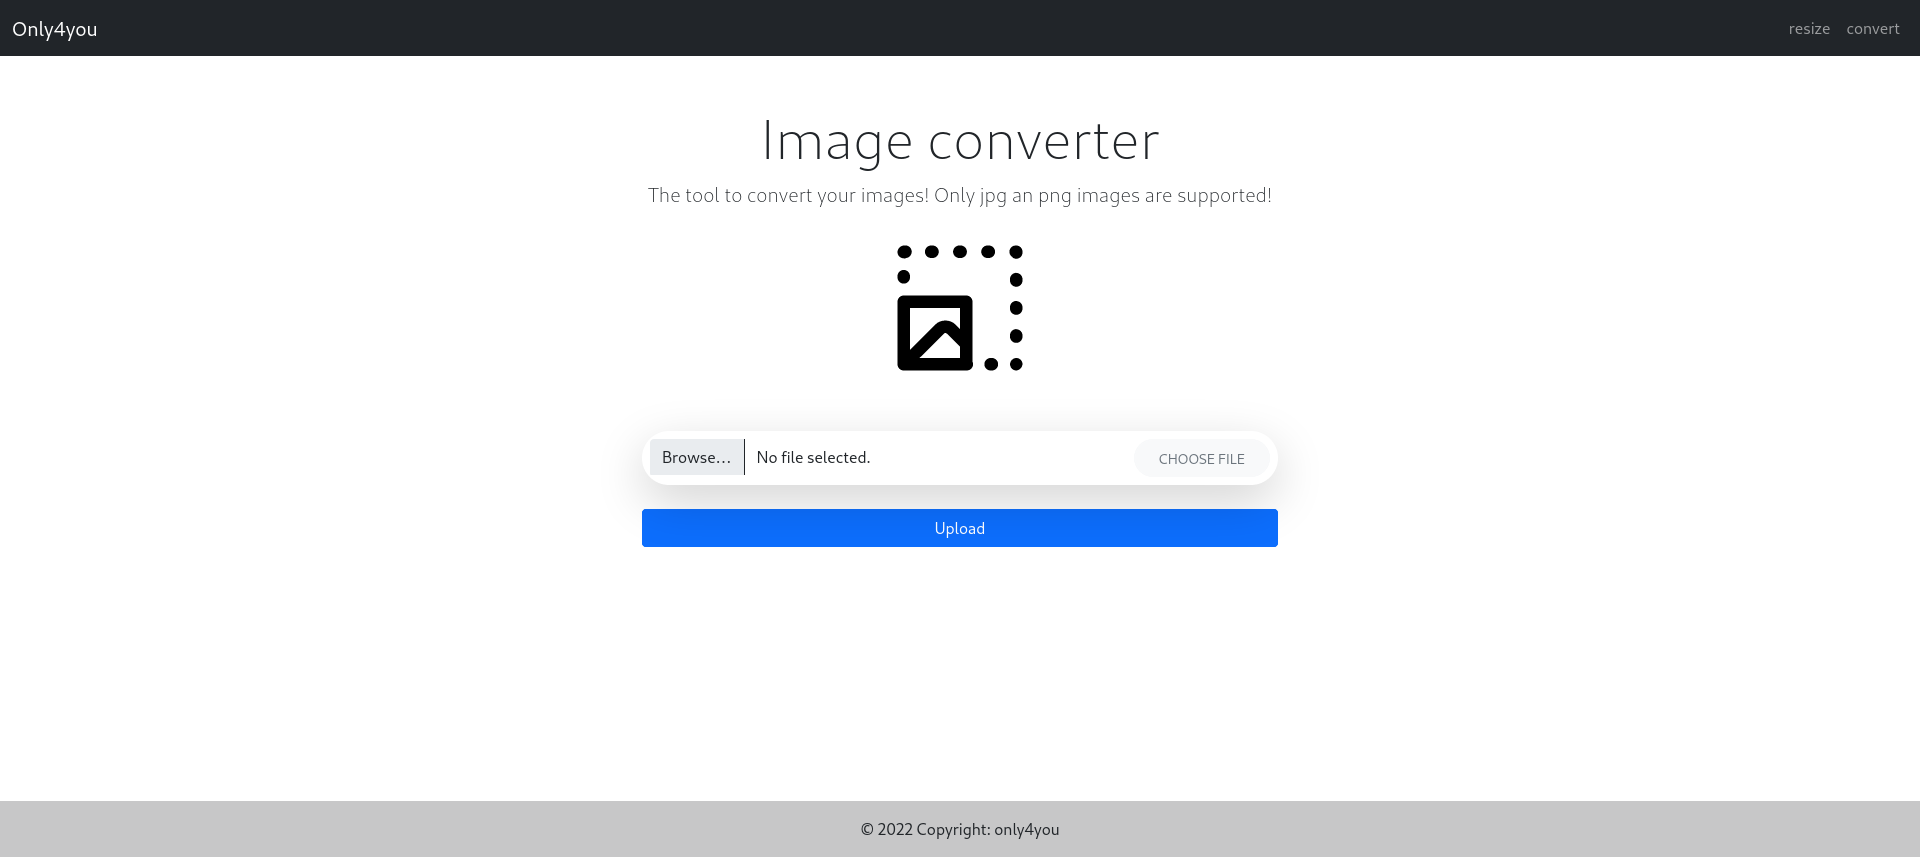 Only4you
resize convert
Image converter
The tool to convert your images! Only jpg an png images are supported!
Browse... No file selected. CHOOSE FILE
Upload
© 2022 Copyright: only4you